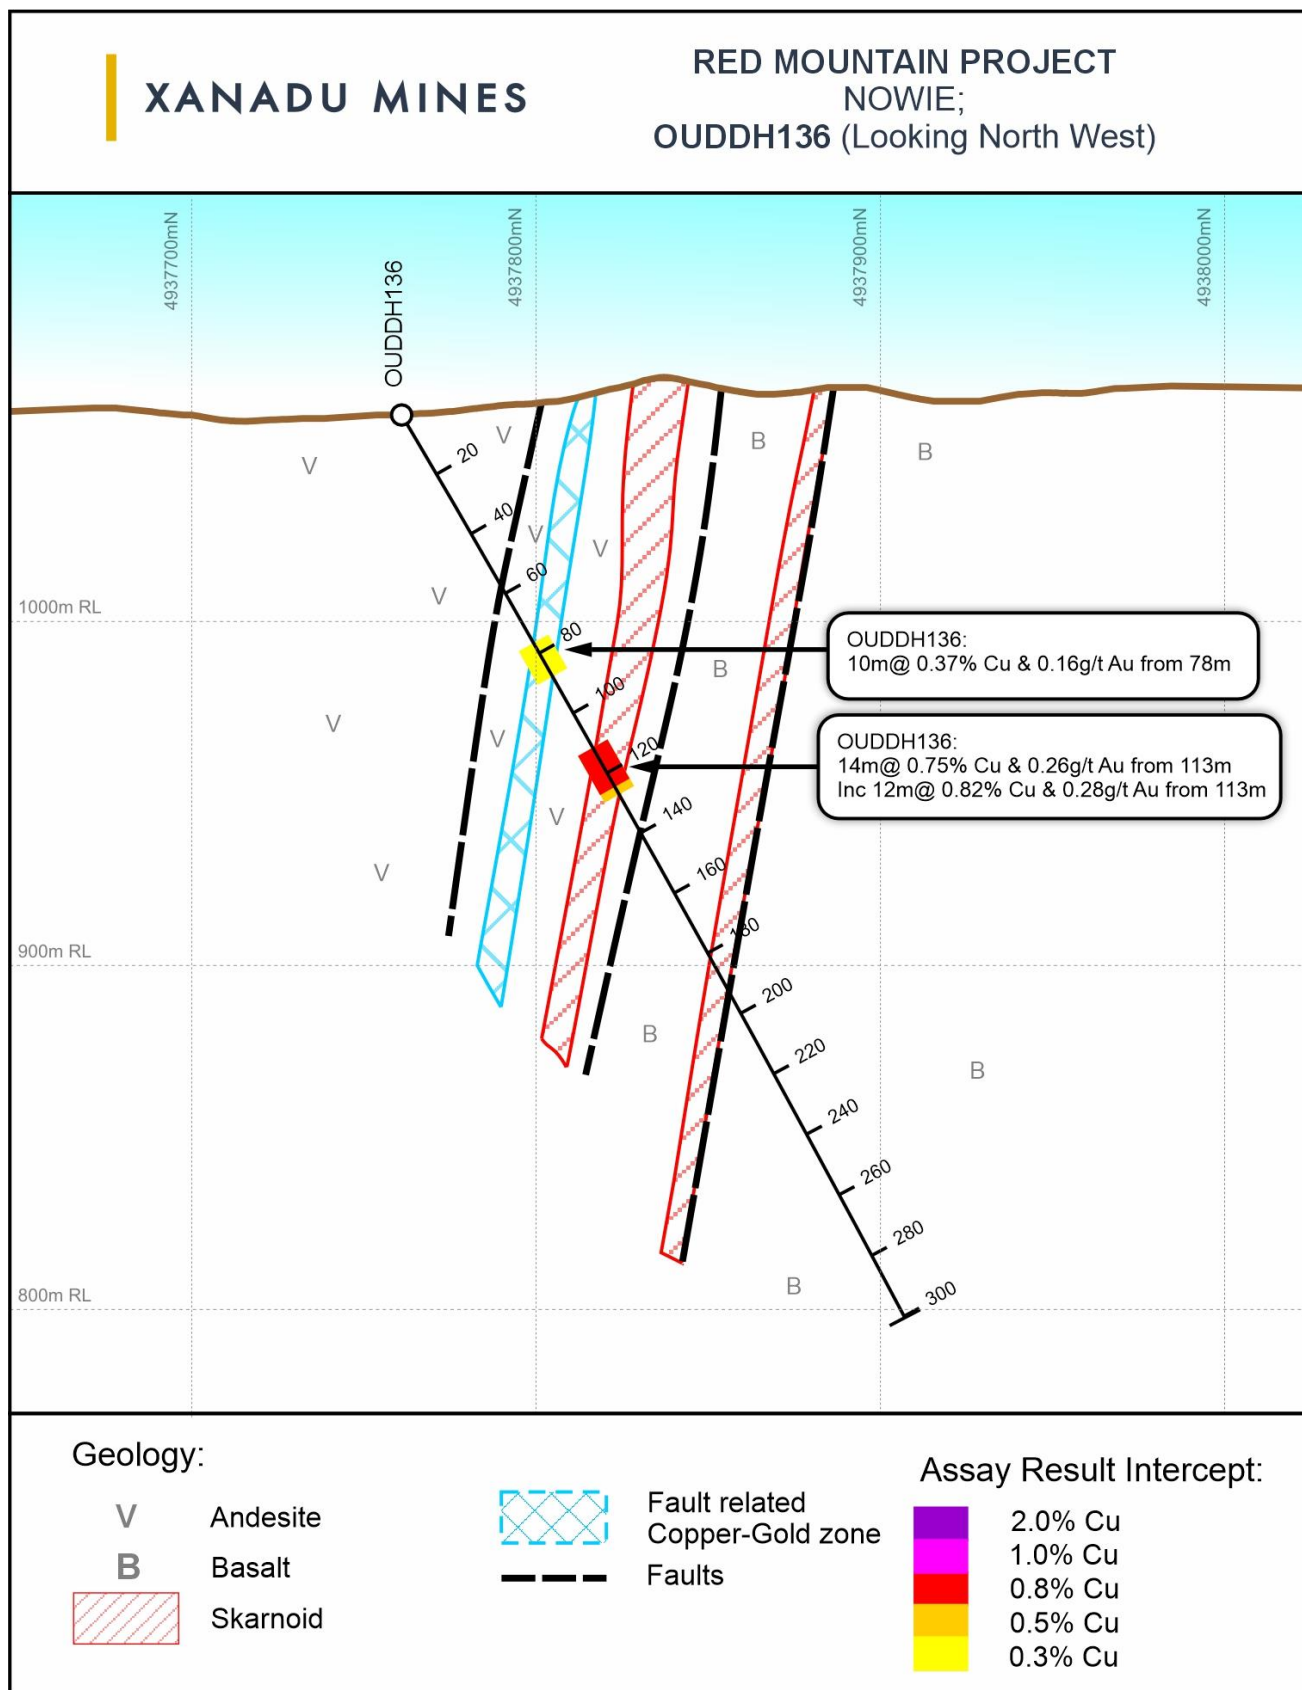 XANADU MINES
RED MOUNTAIN PROJECT
NOWIE;
OUDDH136 (Looking North West)
4937700mN
4937800mN
4937900mN
4938000mN
OUDDH136
V
B
B
V
20
40
V
V
60
V
1000m RL
80
OUDDH136:
10m@ 0.37% Cu & 0.16g/t Au from 78m
B
100
V
V
120
OUDDH136:
14m@ 0.75% Cu & 0.26g/t Au from 113m
Inc 12m@ 0.82% Cu & 0.28g/t Au from 113m
V
140
V
160
180
900m RL
200
B
220
B
240
260
280
B
800m RL
300
Geology:
V Andesite
B Basalt
Skarnoid
Fault related
Copper-Gold zone
Faults
Assay Result Intercept:
2.0% Cu
1.0% Cu
0.8% Cu
0.5% Cu
0.3% Cu